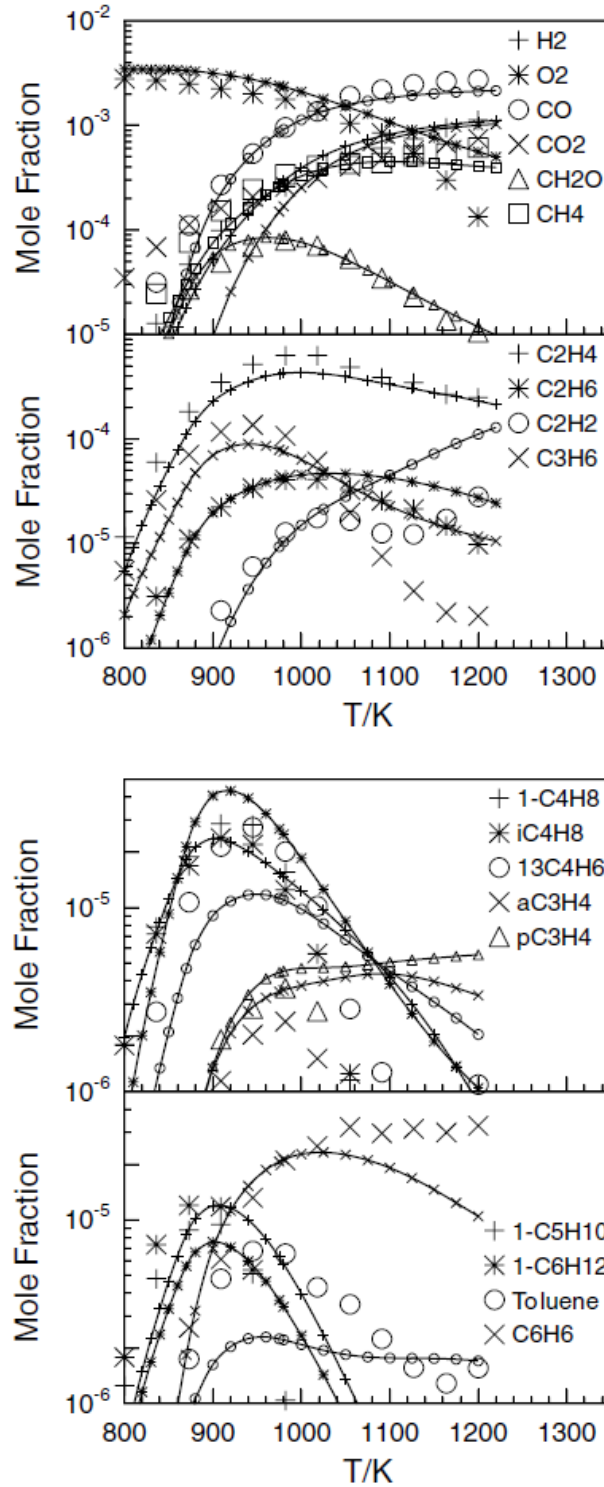 10-2
H2
O2
CO
CO2
CH2O
CH4
10-3
10-4
10-5
Mole Fraction
C2H4
C2H6
C2H2
C3H6
10-4
10-5
10-6
Mole Fraction
800 900 1000 1100 1200 1300
T/K
1-C4H8
iC4H8
13C4H6
aC3H4
pC3H4
10-5
10-6
Mole Fraction
1-C5H10
1-C6H12
Toluene
C6H6
10-5
10-6
Mole Fraction
800 900 1000 1100 1200 1300
T/K